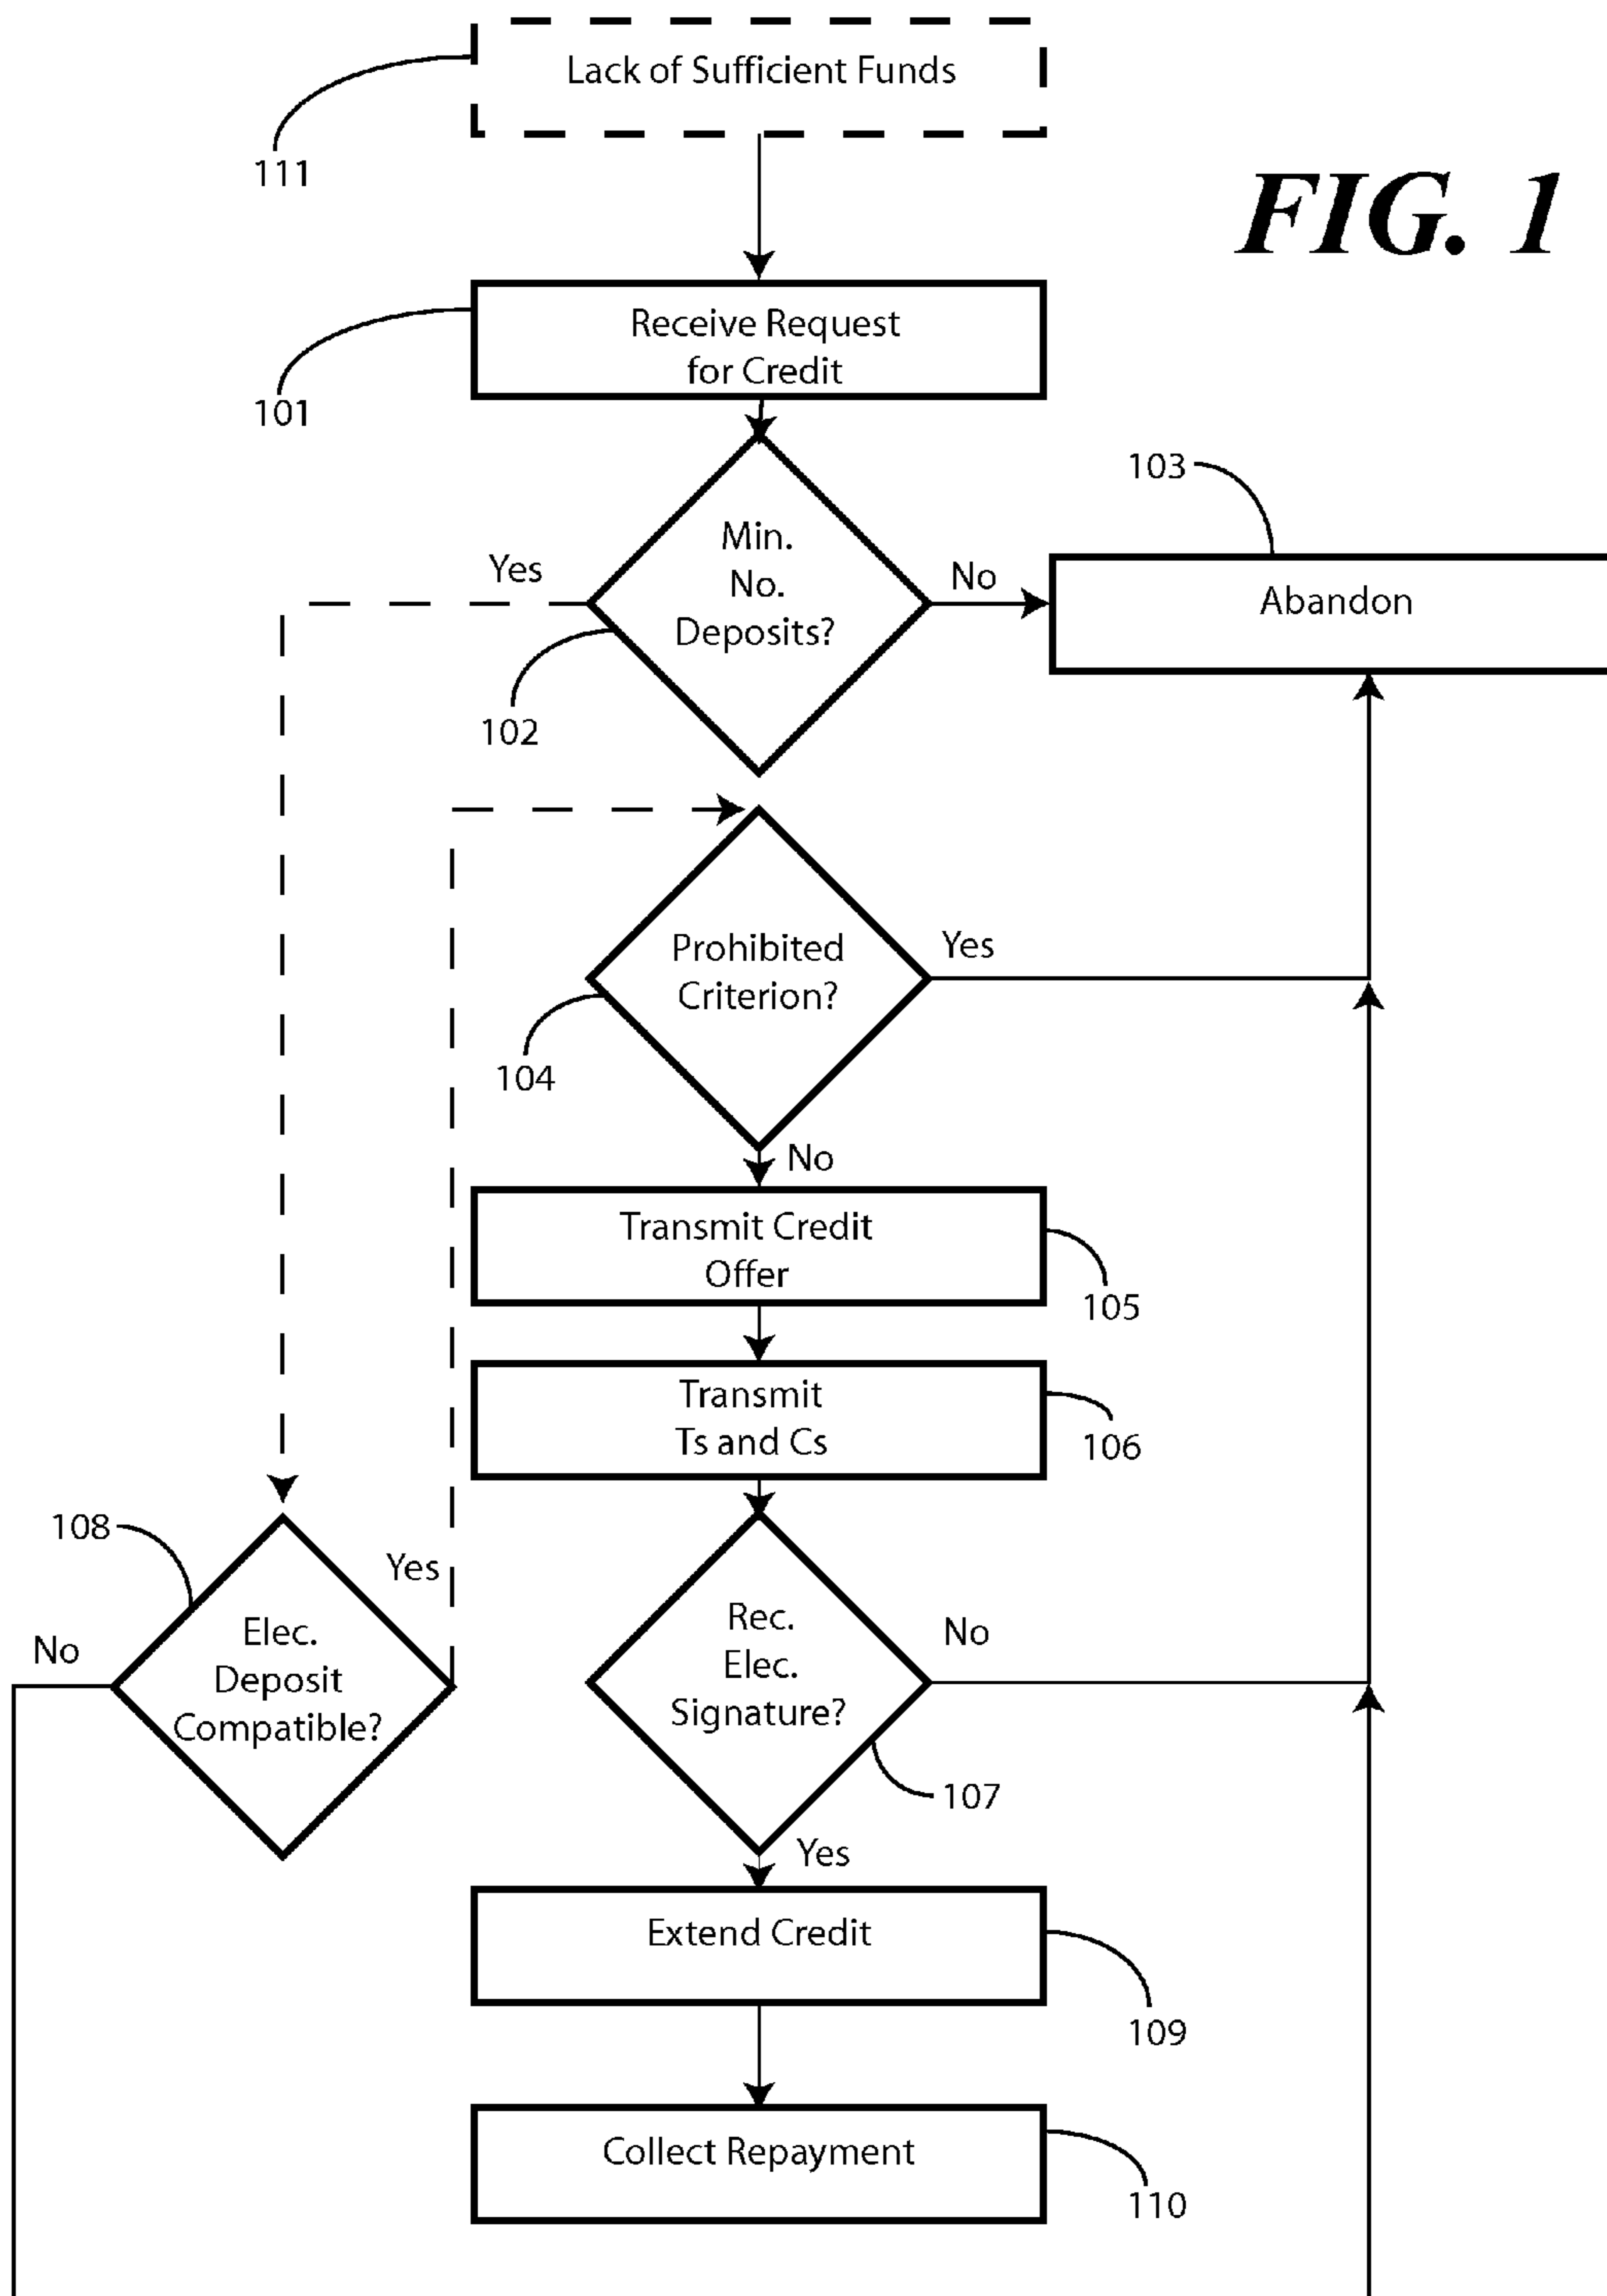 Lack of Sufficient Funds
111
FIG. 1
Receive Request
for Credit
101
103
Min.
No.
Deposits?
Yes
No
Abandon
102
Prohibited
Criterion?
Yes
104
No
Transmit Credit
Offer
105
Transmit
Ts and Cs
106
108
Yes
Elec.
Deposit
Compatible?
No
Rec.
Elec.
Signature?
No
107
Yes
Extend Credit
109
Collect Repayment
110